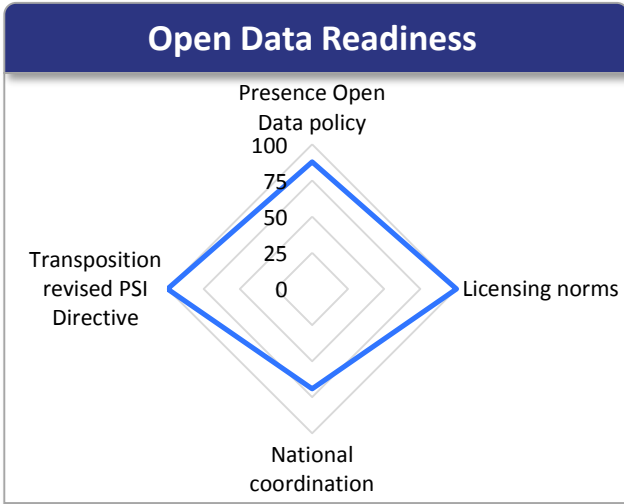 Open Data Readiness
Presence Open
Data policy
100
75
50
25
0
Transposition
revised PSI
Directive
Licensing norms
National
coordination